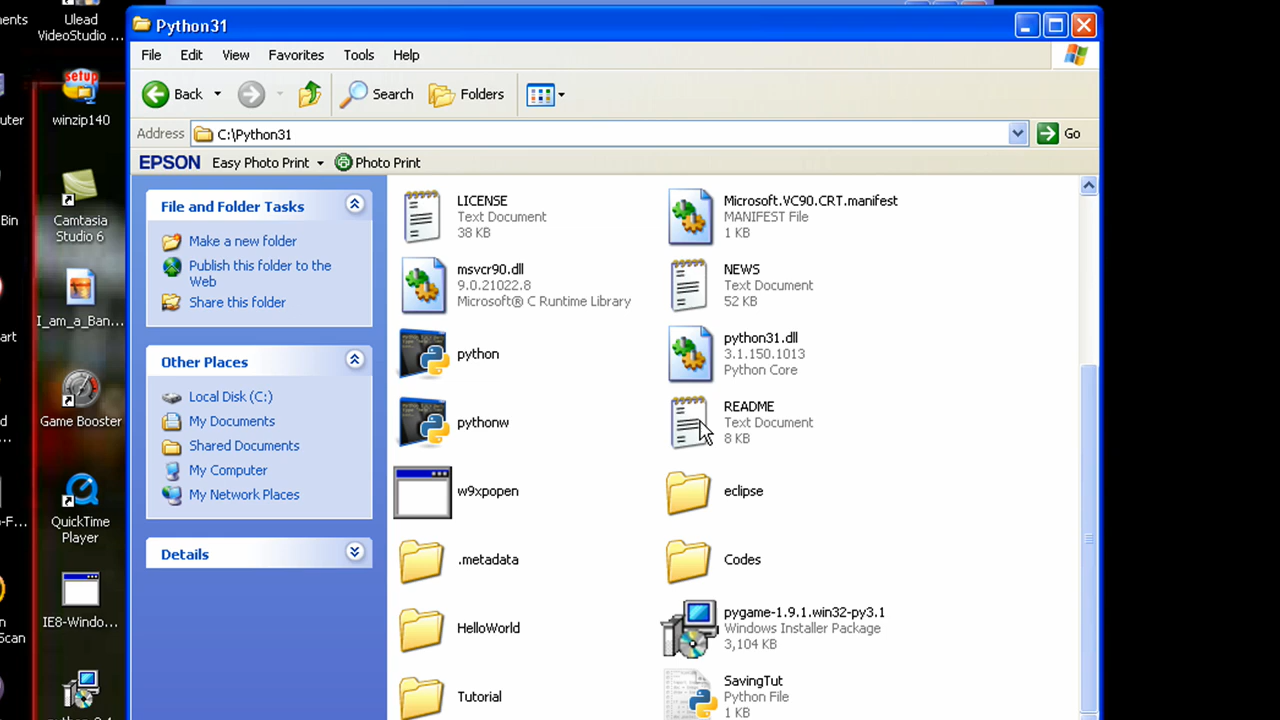 Ulead
VideoStudio ...
winzip140
Camtasia
Studio 6
I_am_a_Ban...
Game Booster
QuickTime
Player
IE8-Windo...
Python31
File Edit View Favorites Tools Help
Back Search Folders
Address C:\Python31 Go
EPSON Easy Photo Print Photo Print
File and Folder Tasks
Make a new folder
Publish this folder to the
Web
Share this folder
Other Places
Local Disk (C:)
My Documents
Shared Documents
My Computer
My Network Places
Details
LICENSE
Text Document
38 KB
Microsoft.VC90.CRT.manifest
MANIFEST File
1 KB
msvcr90.dll
9.0.21022.8
Microsoft® C Runtime Library
NEWS
Text Document
52 KB
python
python31.dll
3.1.150.1013
Python Core
pythonw
README
Text Document
8 KB
w9xpopen
eclipse
.metadata
Codes
HelloWorld
pygame-1.9.1.win32-py3.1
Windows Installer Package
3,104 KB
Tutorial
SavingTut
Python File
1 KB